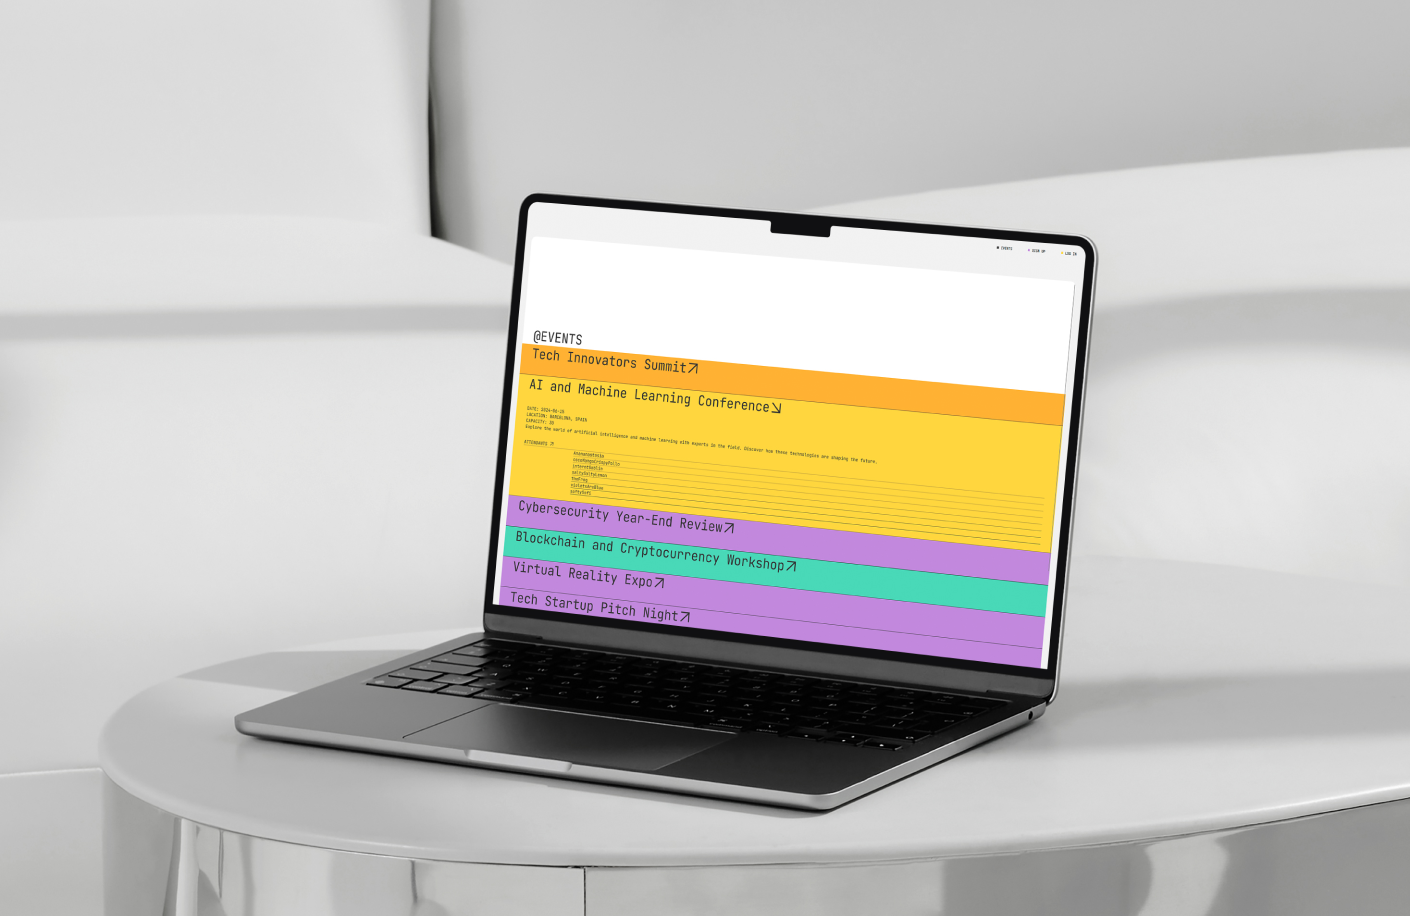 EVENTS
SIGN UP
LOG IN
@EVENTS
Tech Innovators Summit
AI and Machine Learning Conference
DATE: 2024-06-20
LOCATION: BARCELONA, SPAIN
CAPACITY: 30
Explore the world of artificial intelligence and machine learning with experts in the field. Discover how these technologies are shaping the future.
ATTENDEES
Cybersecurity Year-End Review
Blockchain and Cryptocurrency Workshop
Virtual Reality Expo
Tech Startup Pitch Night